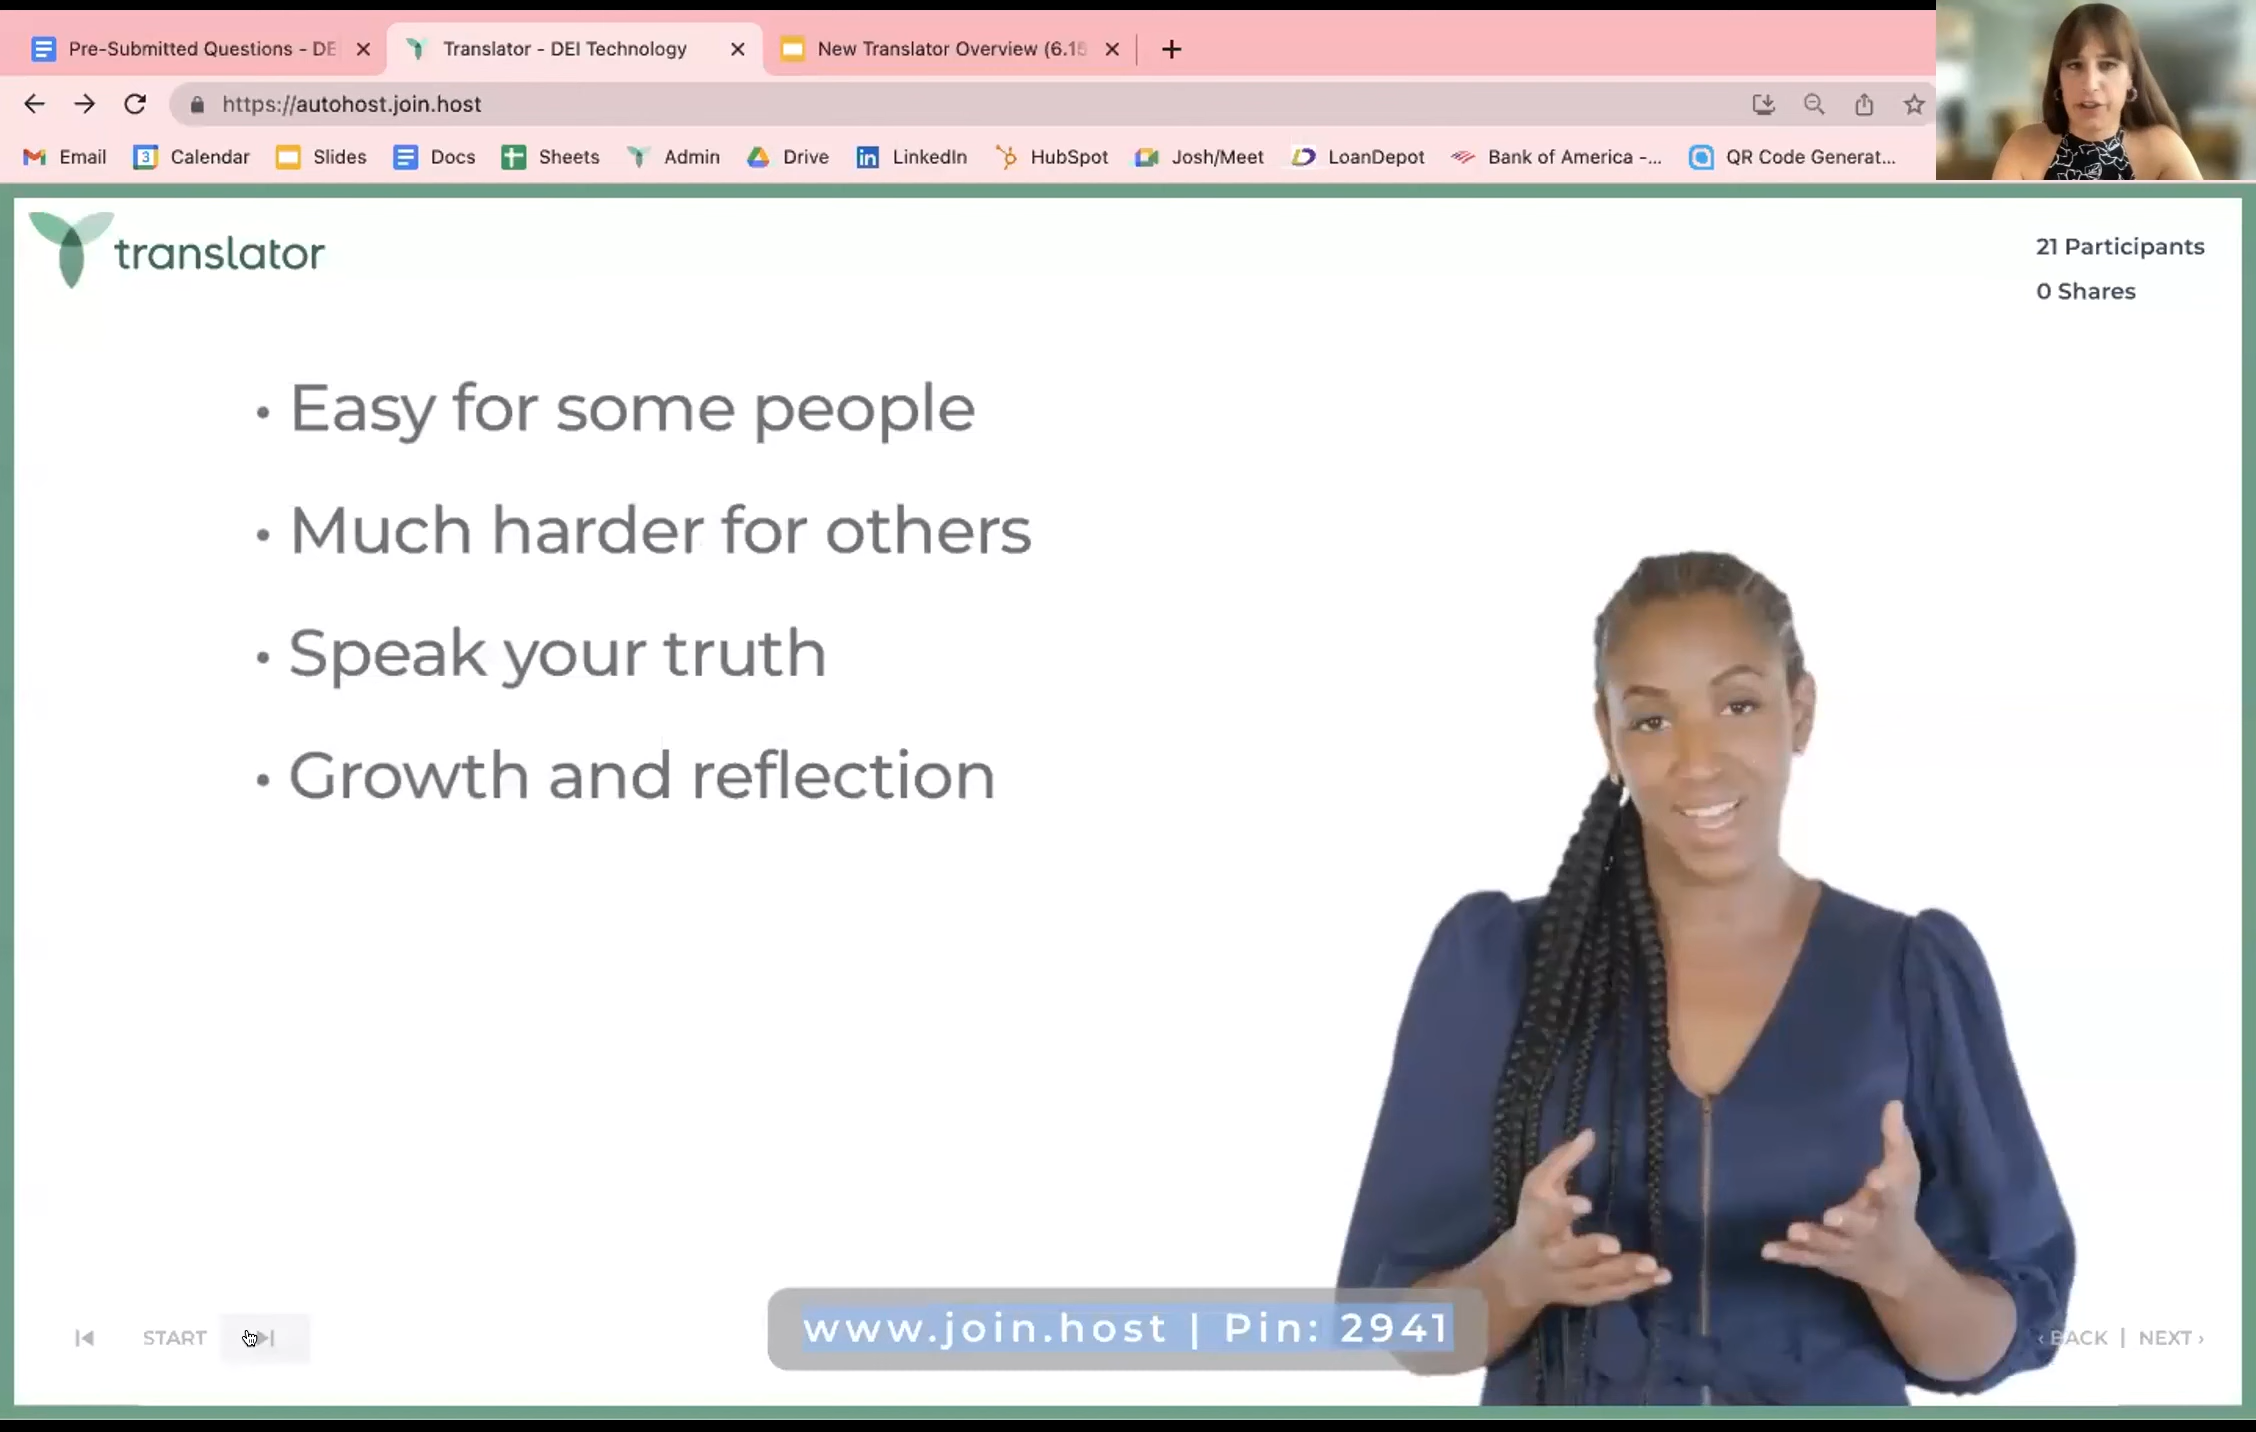 Pre-Submitted Questions - DE
Translator - DEI Technology
New Translator Overview (6.15
https://autohost.join.host
Email
3
Calendar
Slides
Docs
Sheets
Admin
Drive
in
LinkedIn
HubSpot
Josh/Meet
LoanDepot
Bank of America -...
QR Code Generat...
translator
21 Participants
0 Shares
• Easy for some people
• Much harder for others
• Speak your truth
• Growth and reflection
START
www.join.host | Pin: 2941
‹ BACK | NEXT ›